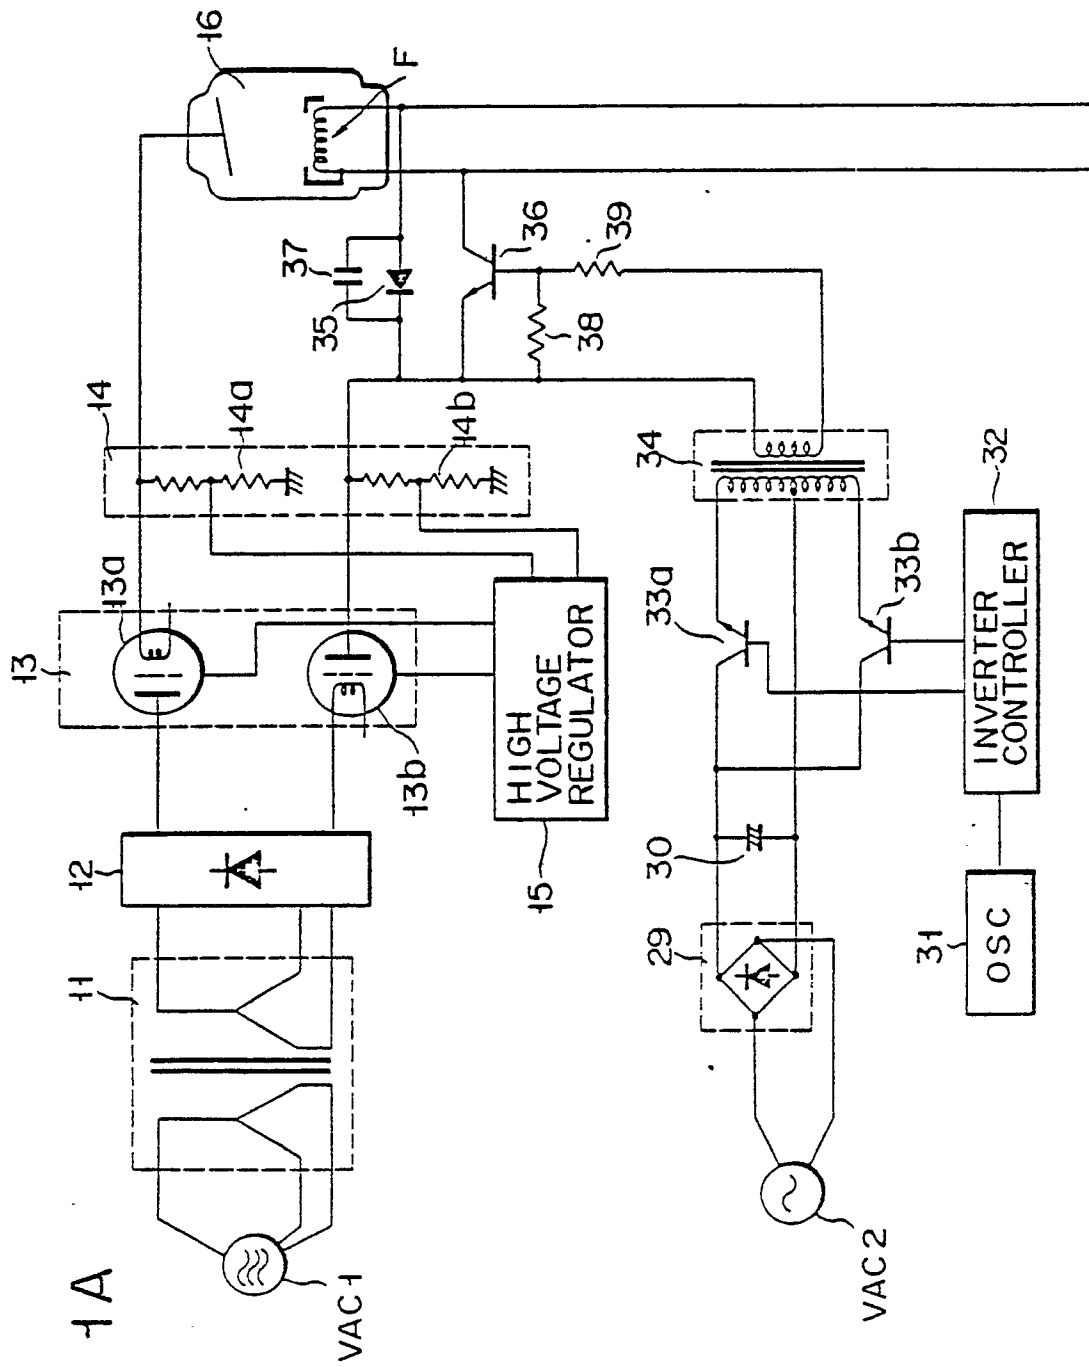 1A
VAC1
11
12
13
13a
13b
14
14a
14b
HIGH
VOLTAGE
REGULATOR
15
16
F
37
35
36
38
39
VAC2
29
30
33a
33b
34
31
OSC
32
INVERTER
CONTROLLER